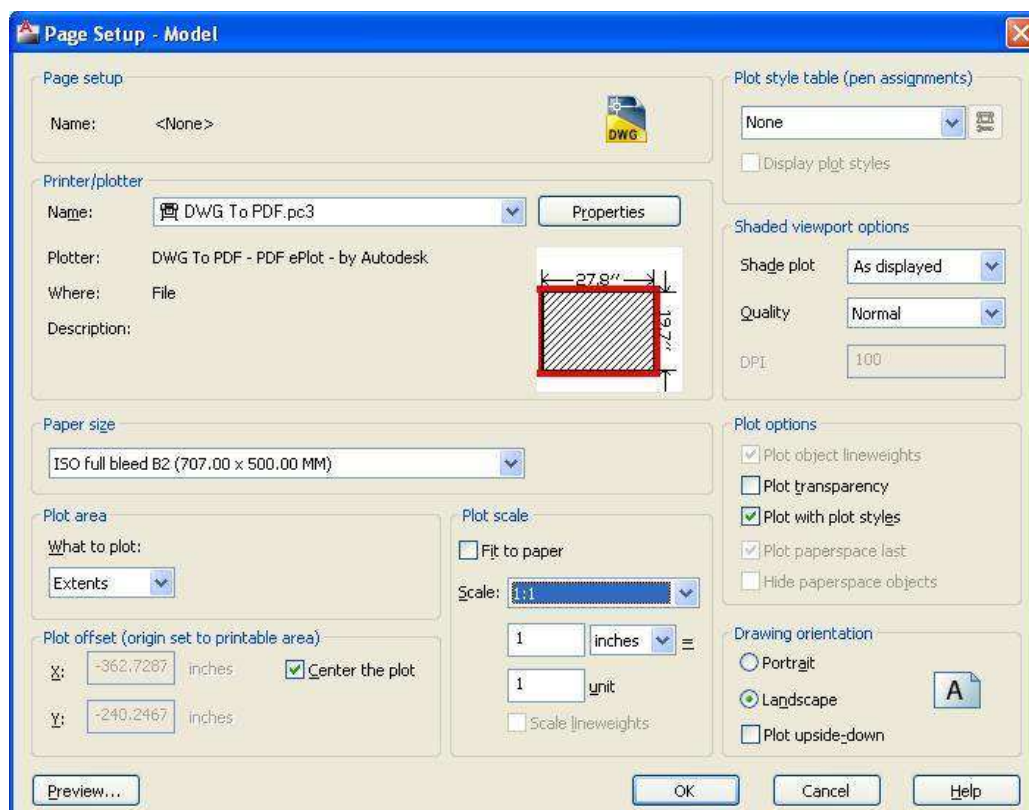 Page Setup - Model
Page setup
Name: <None>
DWG
Printer/plotter
Name: DWG To PDF.pc3 Properties
Plotter: DWG To PDF - PDF ePlot - by Autodesk
Where: File
Description:
27.8″
19.7″
Paper size
ISO full bleed B2 (707.00 x 500.00 MM)
Plot area
What to plot:
Extents
Plot offset (origin set to printable area)
X: -362.7287 inches Center the plot
Y: -240.2467 inches
Plot scale
Fit to paper
Scale: 1:1
1 inches =
1 unit
Scale lineweights
Plot style table (pen assignments)
None
Display plot styles
Shaded viewport options
Shade plot As displayed
Quality Normal
DPI 100
Plot options
Plot object lineweights
Plot transparency
Plot with plot styles
Plot paperspace last
Hide paperspace objects
Drawing orientation
Portrait
Landscape
A
Plot upside-down
Preview... OK Cancel Help